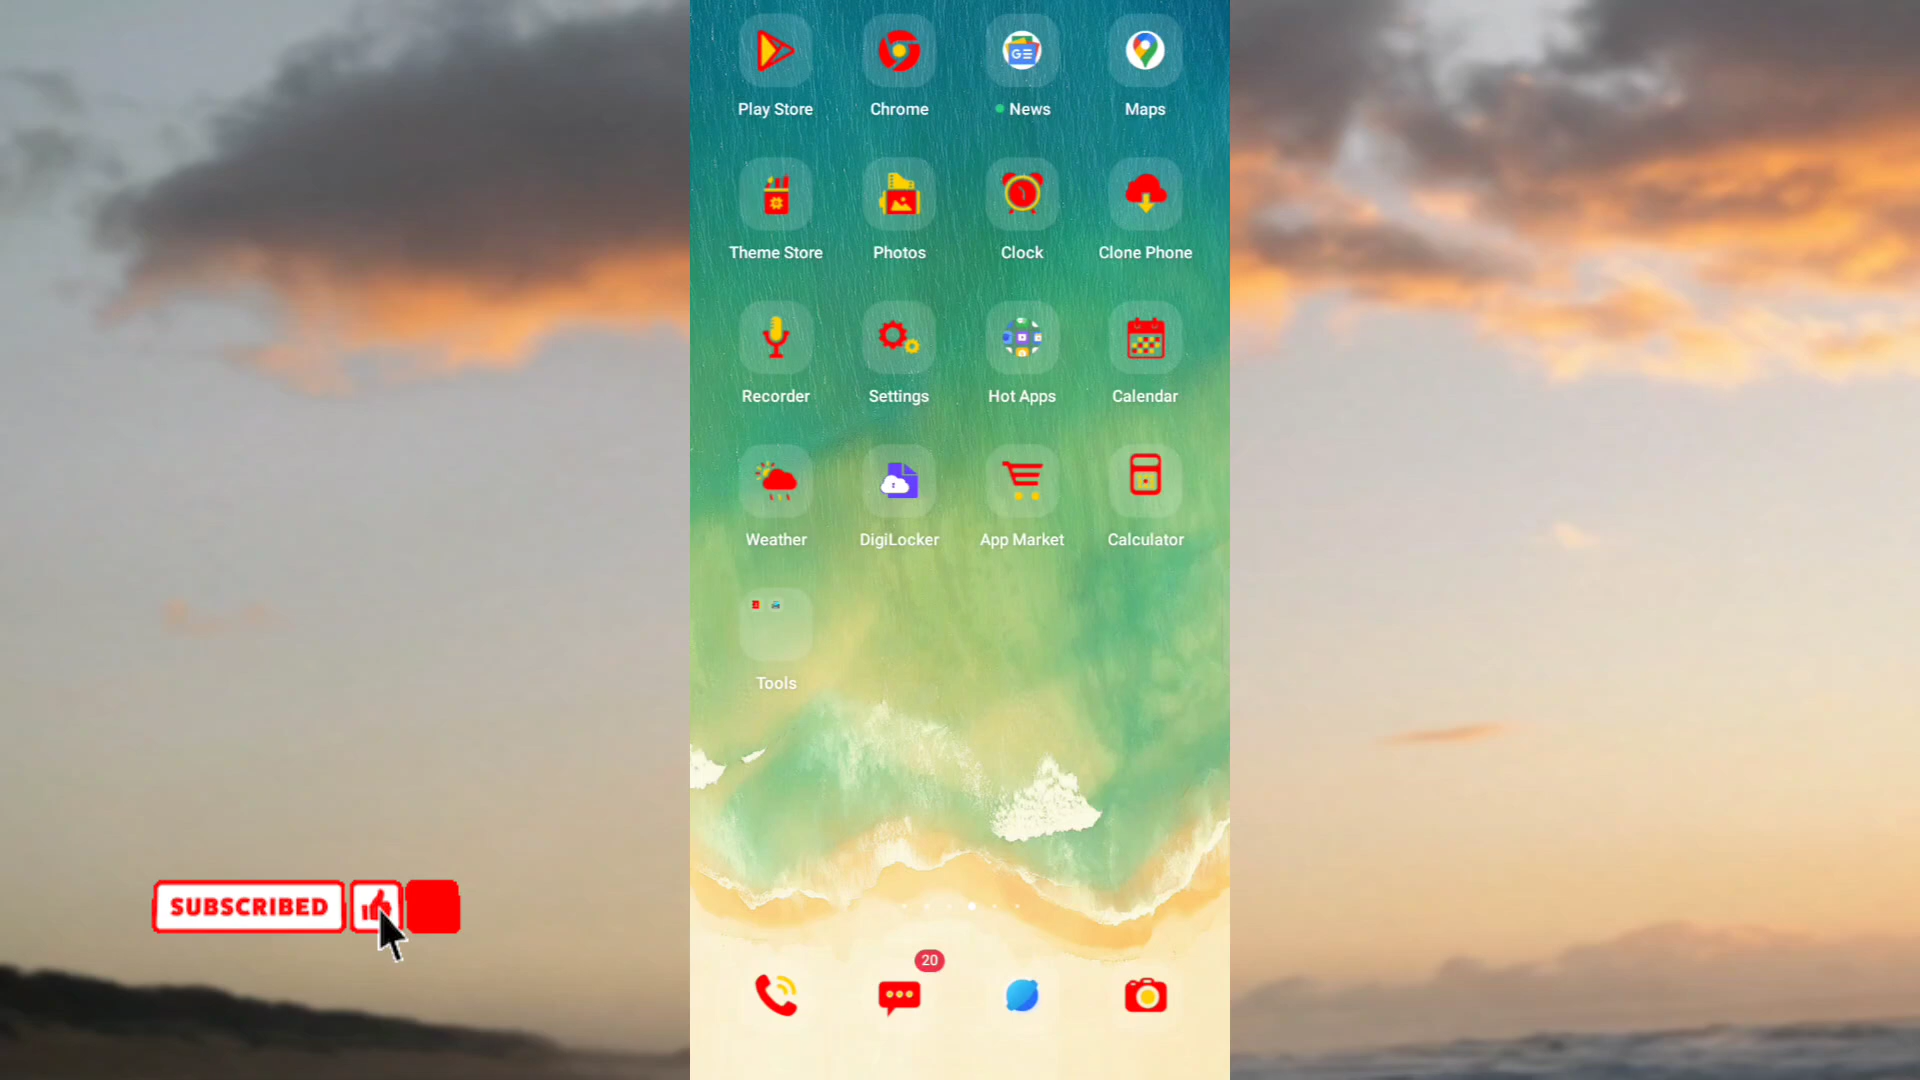 Play Store
Chrome
News
Maps
Theme Store
Photos
Clock
Clone Phone
Recorder
Settings
Hot Apps
Calendar
Weather
DigiLocker
App Market
Calculator
Tools
SUBSCRIBED
20